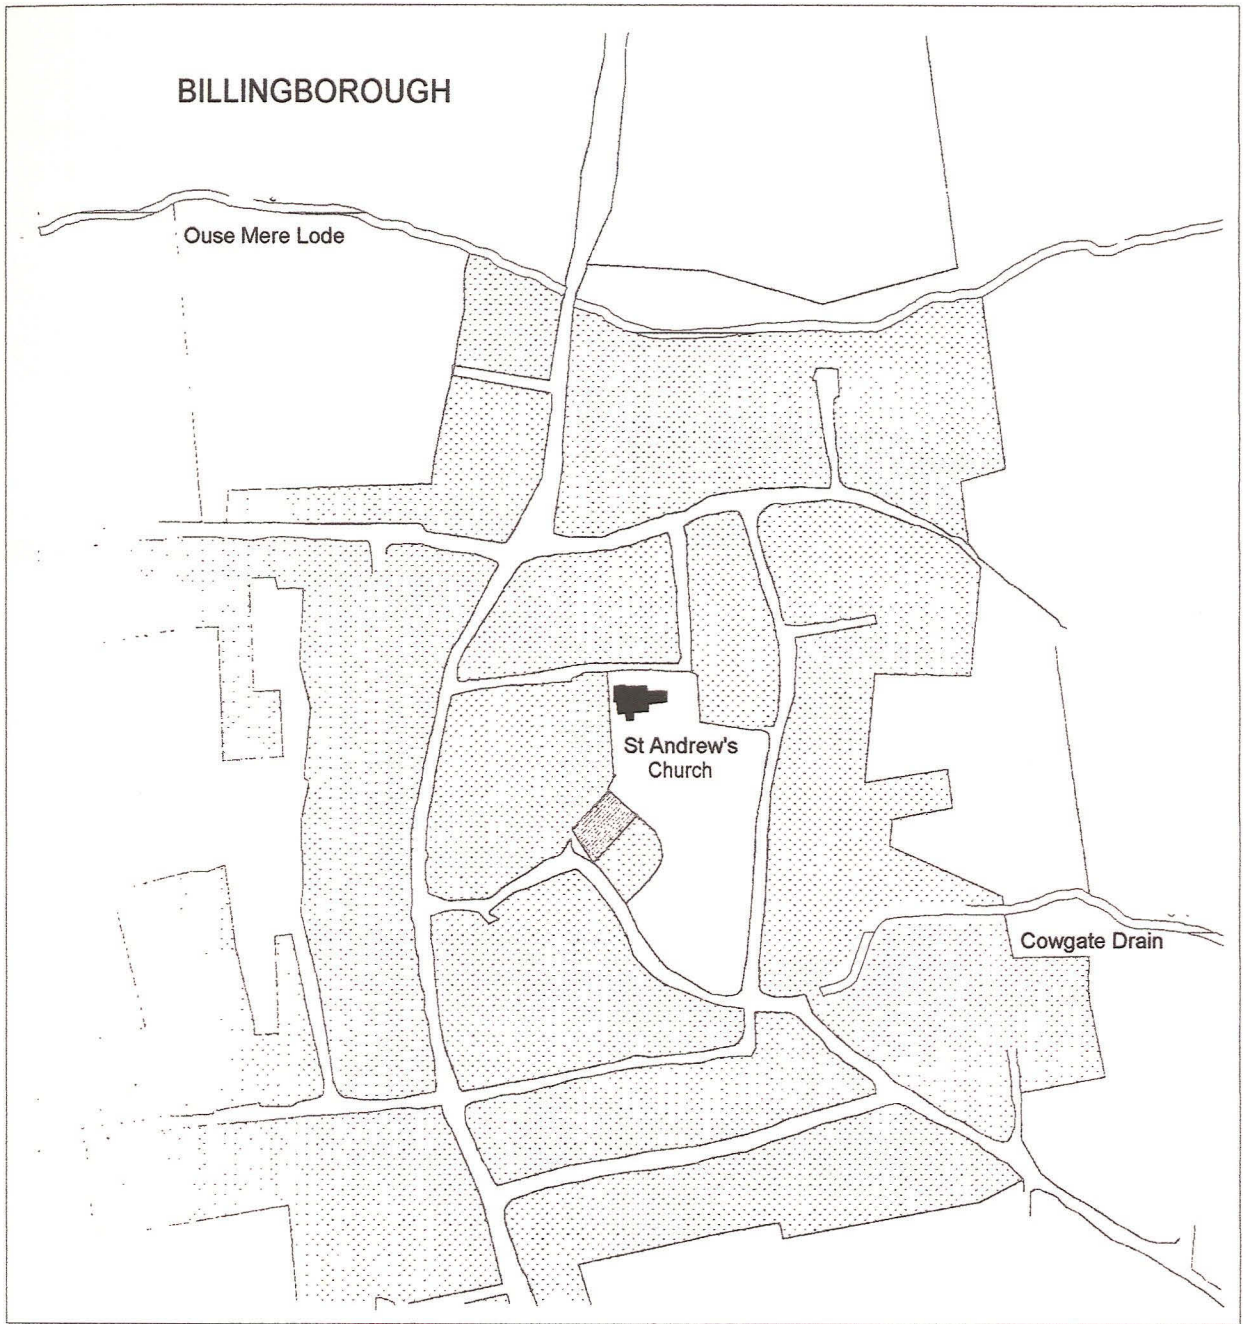 BILLINGBOROUGH
Ouse Mere Lode
St Andrew's
Church
Cowgate Drain